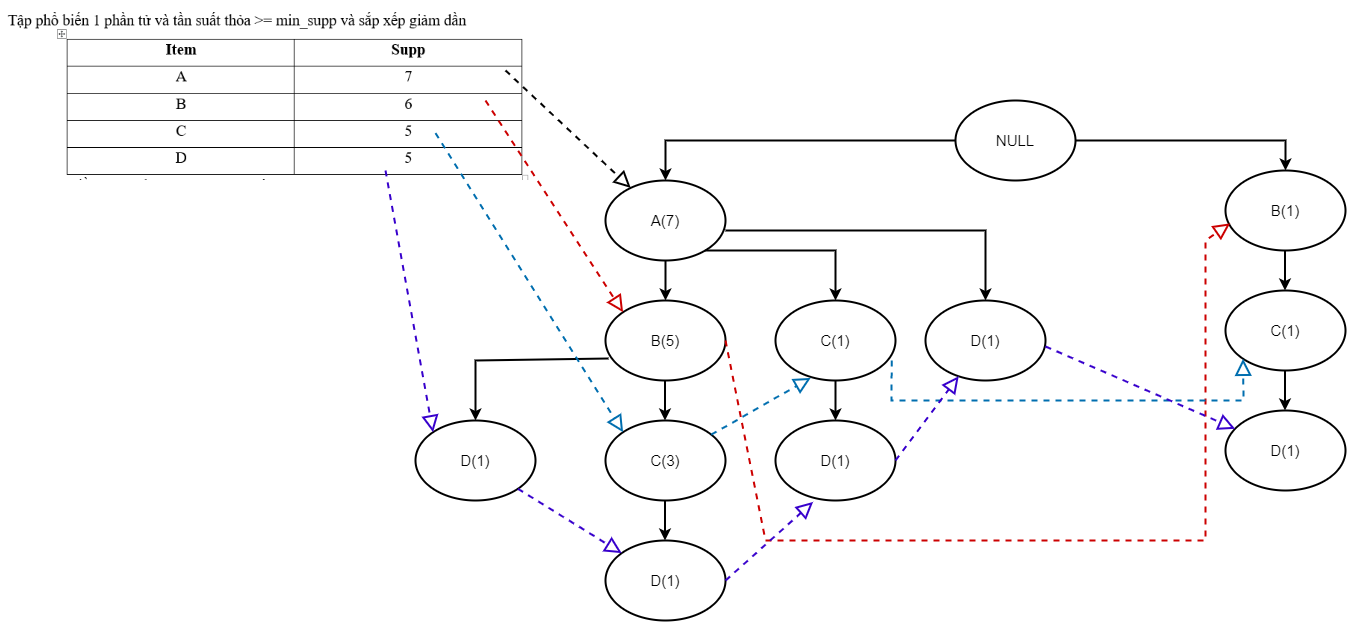 Tập phổ biến 1 phần tử và tần suất thỏa >= min_supp và sắp xếp giảm dần
Item Supp
A 7
B 6
C 5
D 5
NULL
A(7)
B(1)
B(5)
C(1)
D(1)
C(1)
D(1)
C(3)
D(1)
D(1)
D(1)